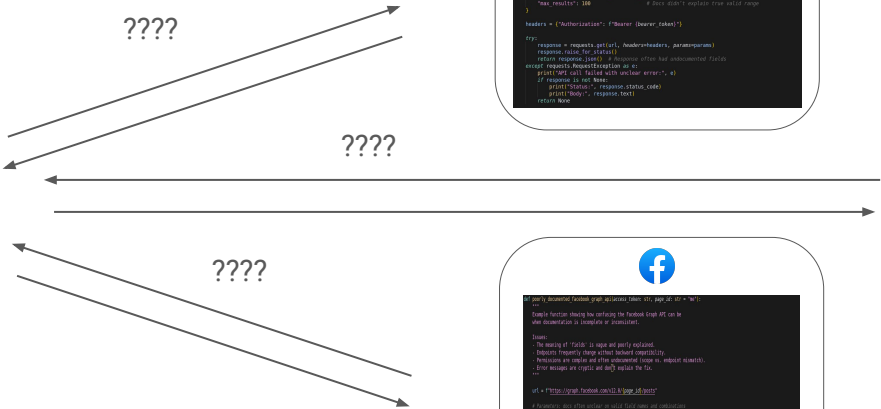 ????
"max_results": 100 # Docs didn't explain true valid range
}
headers = {"Authorization": f"Bearer {bearer_token}"}
try:
response = requests.get(url, headers=headers, params=params)
response.raise_for_status()
return response.json() # Response often had undocumented fields
except requests.RequestException as e:
print("API call failed with unclear error:", e)
if response is not None:
print("Status:", response.status_code)
print("Body:", response.text)
return None
????
????
def poorly_documented_facebook_graph_api(access_token: str, page_id: str = "me"):
"""
Example function showing how confusing the Facebook Graph API can be
when documentation is incomplete or inconsistent.
Issues:
- The meaning of 'fields' is vague and poorly explained.
- Endpoints frequently change without backward compatibility.
- Permissions are complex and often undocumented (scope vs. endpoint mismatch).
- Error messages are cryptic and don't explain the fix.
"""
url = f"https://graph.facebook.com/v12.0/{page_id}/posts"
# Parameters: docs often unclear on valid field names and combinations